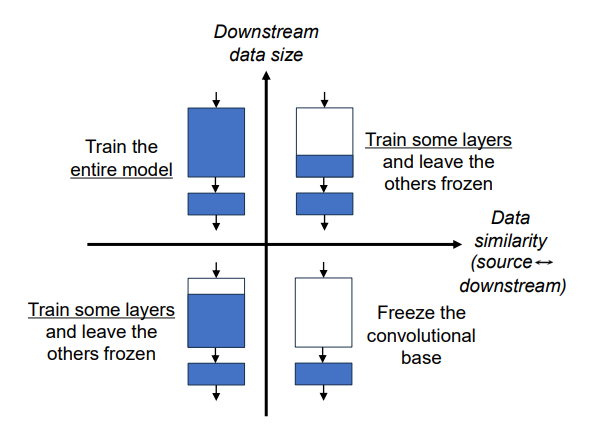 Downstream
data size
Train the
entire model
Train some layers
and leave the
others frozen
Data
similarity
(source↔
downstream)
Train some layers
and leave the
others frozen
Freeze the
convolutional
base